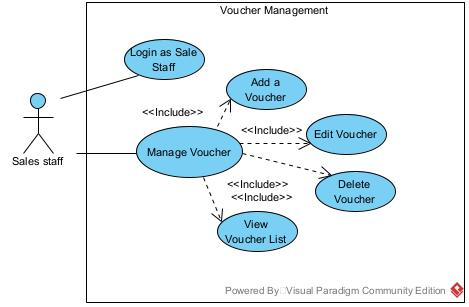 Voucher Management
Login as Sale
Staff
Add a
Voucher
<<Include>>
<<Include>>
Edit Voucher
Sales staff
Manage Voucher
<<Include>>
<<Include>>
Delete
Voucher
View
Voucher List
Powered By Visual Paradigm Community Edition